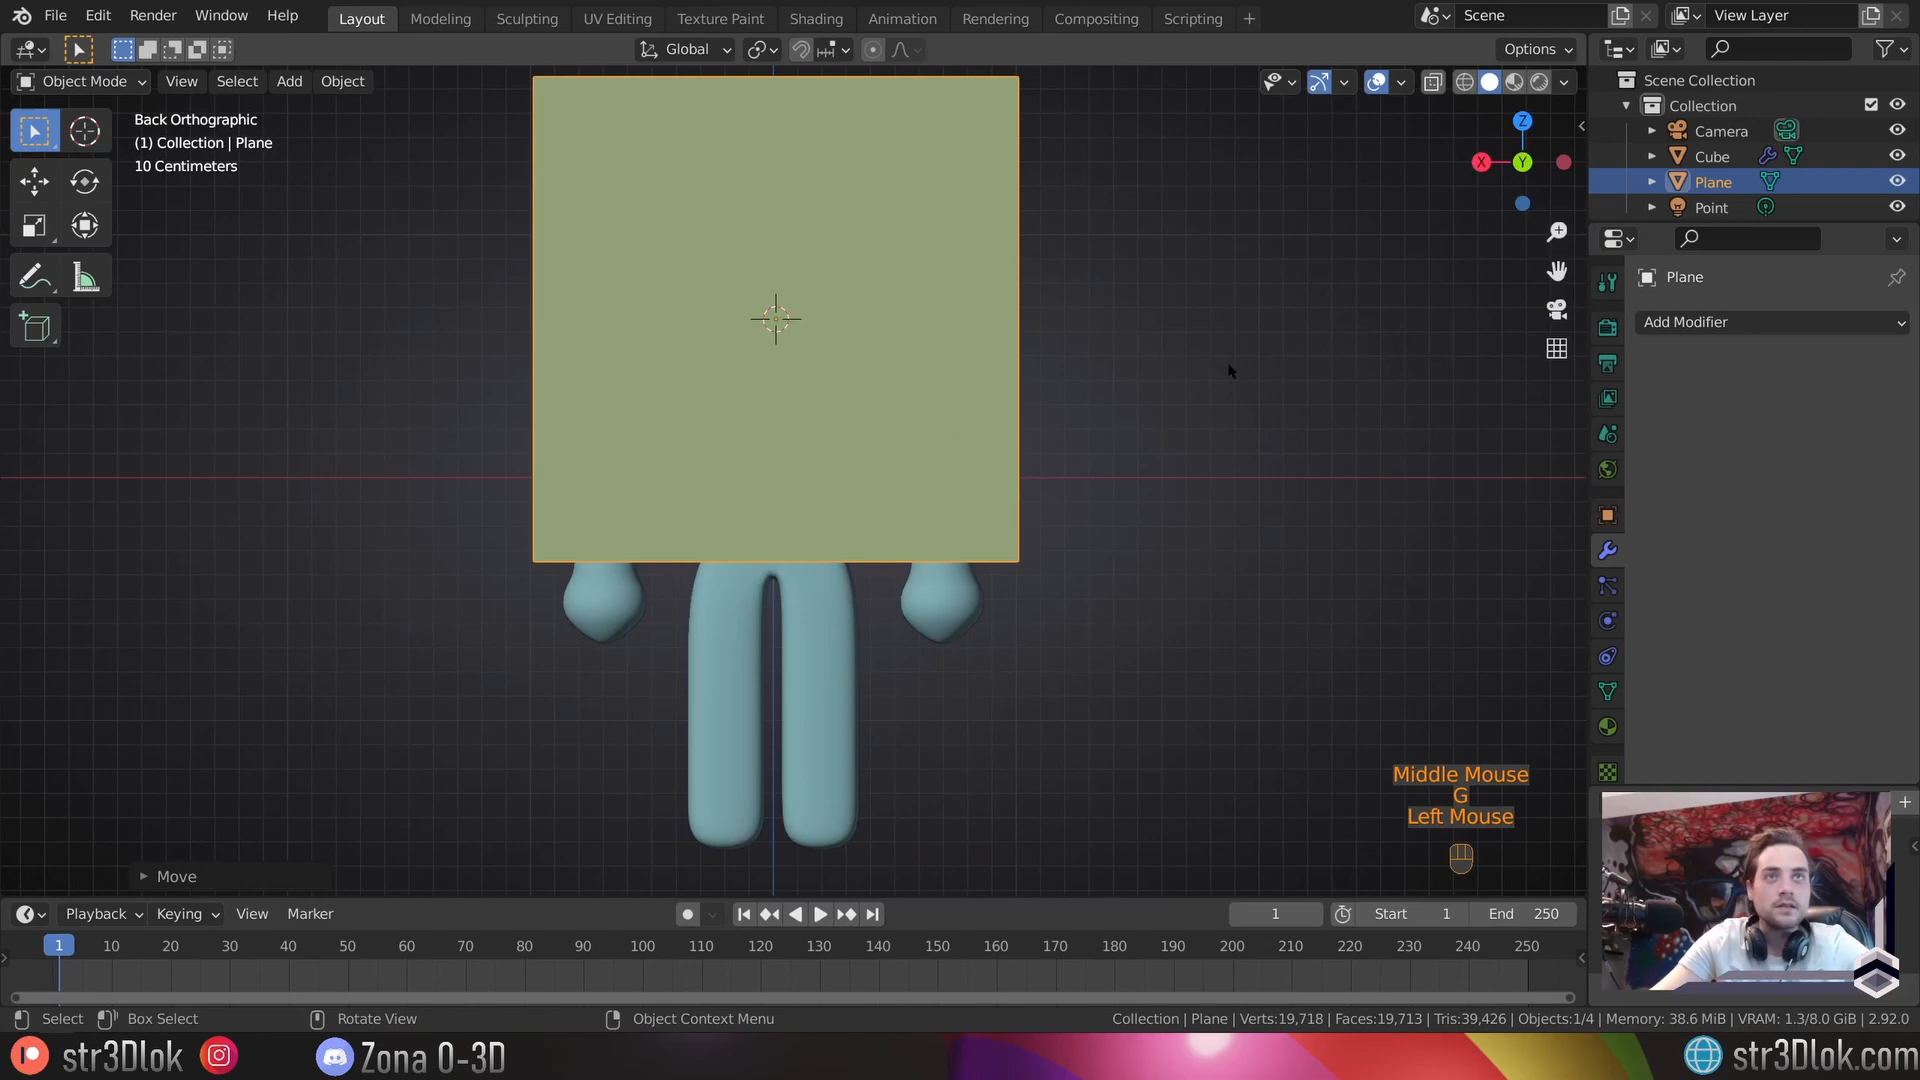 File Edit Render Window Help Layout Modeling Sculpting UV Editing Texture Paint Shading Animation Rendering Compositing Scripting + Scene View Layer
Global Options
Object Mode View Select Add Object
Back Orthographic
(1) Collection | Plane
10 Centimeters
Z
X Y
Scene Collection
Collection
Camera
Cube
Plane
Point
Plane
Add Modifier
Middle Mouse
G
Left Mouse
Move
Playback Keying View Marker 1 Start 1 End 250
1 10 20 30 40 50 60 70 80 90 100 110 120 130 140 150 160 170 180 190 200 210 220 230 240 250
Select Box Select Rotate View Object Context Menu Collection | Plane | Verts:19,718 | Faces:19,713 | Tris:39,426 | Objects:1/4 | Memory: 38.6 MiB | VRAM: 1.3/8.0 GiB | 2.92.0
str3Dlok Zona 0-3D str3Dlok.com